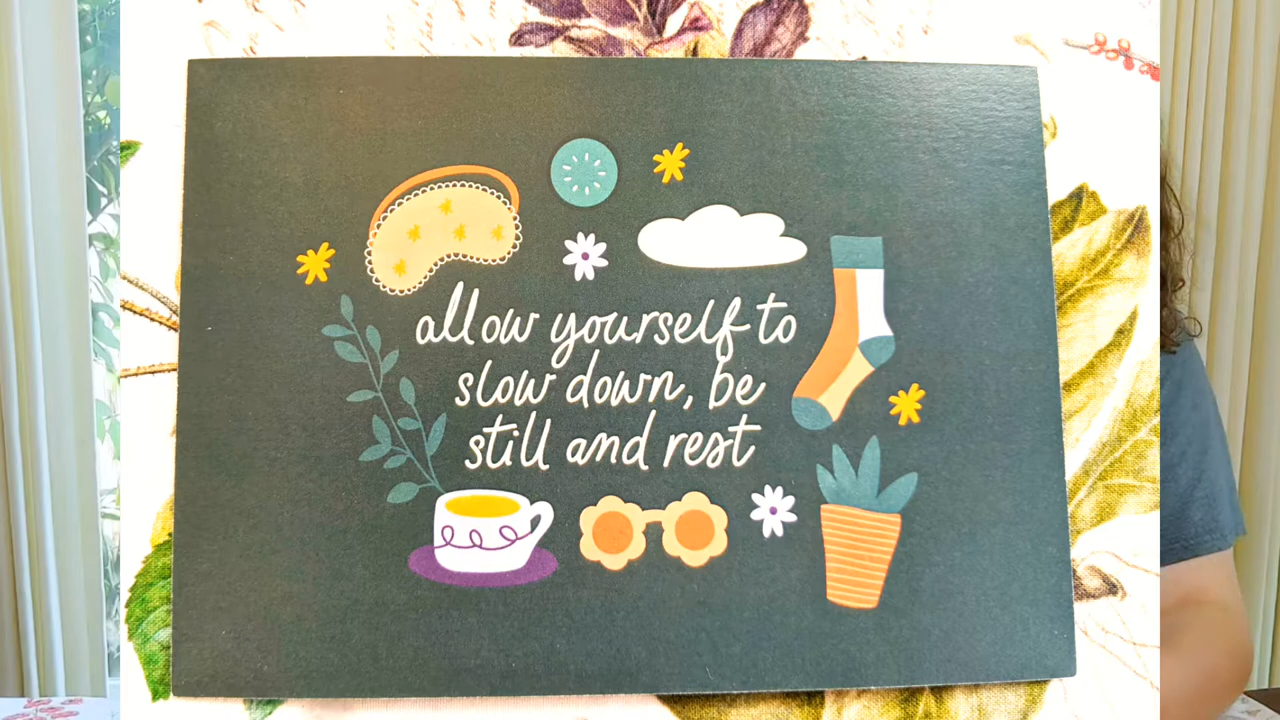 allow yourself to
slow down, be
still and rest